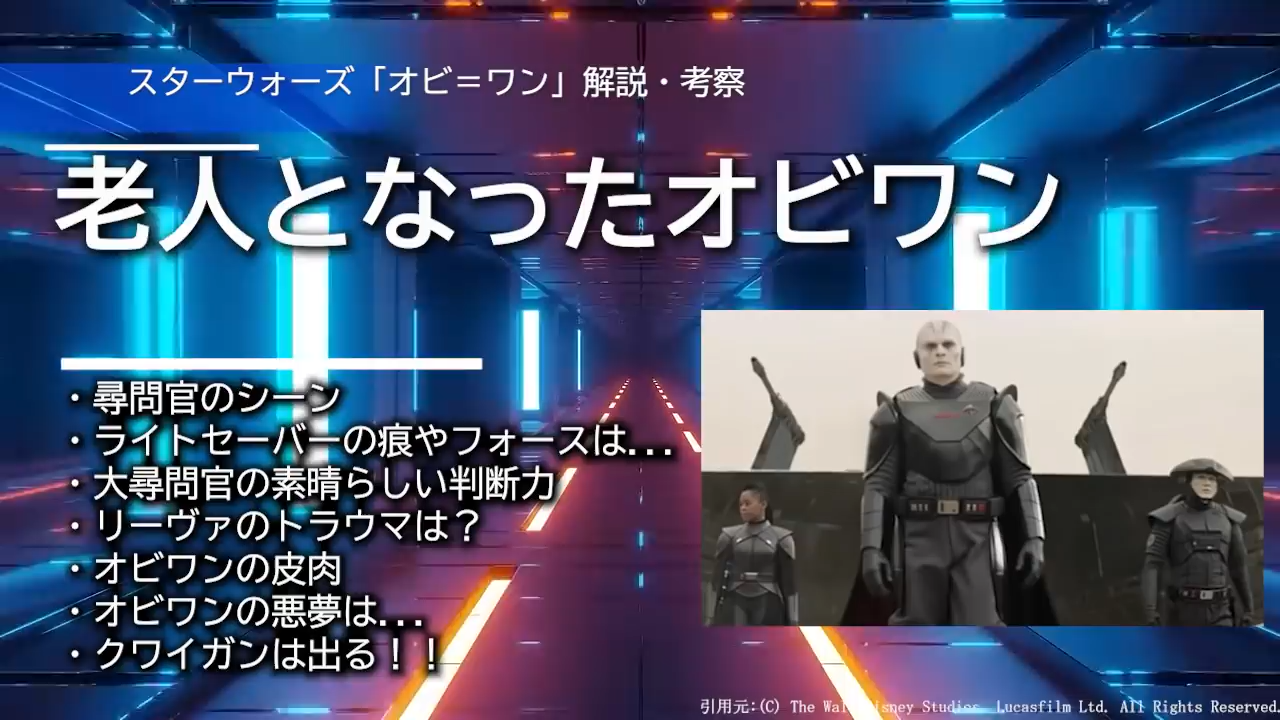 スターウォーズ「オビ＝ワン」解説・考察
老人となったオビワン
・尋問官のシーン
・ライトセーバーの痕やフォースは...
・大尋問官の素晴らしい判断力
・リーヴァのトラウマは？
・オビワンの皮肉
・オビワンの悪夢は...
・クワイガンは出る！！
引用元:(C) The Walt Disney Studios Lucasfilm Ltd. All Rights Reserved.